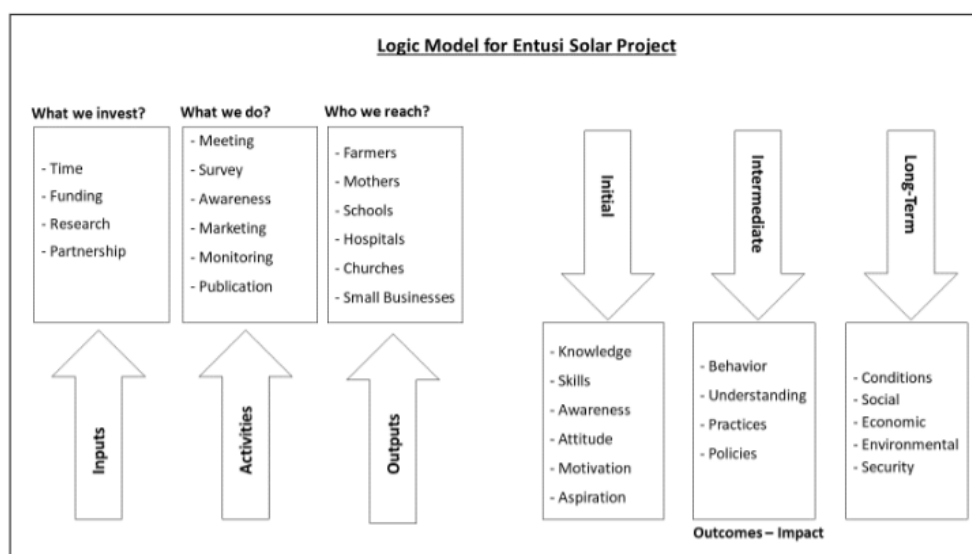 Logic Model for Entusi Solar Project
What we invest?
- Time
- Funding
- Research
- Partnership
Inputs
What we do?
- Meeting
- Survey
- Awareness
- Marketing
- Monitoring
- Publication
Activities
Who we reach?
- Farmers
- Mothers
- Schools
- Hospitals
- Churches
- Small Businesses
Outputs
Initial
- Knowledge
- Skills
- Awareness
- Attitude
- Motivation
- Aspiration
Intermediate
- Behavior
- Understanding
- Practices
- Policies
Long-Term
- Conditions
- Social
- Economic
- Environmental
- Security
Outcomes – Impact